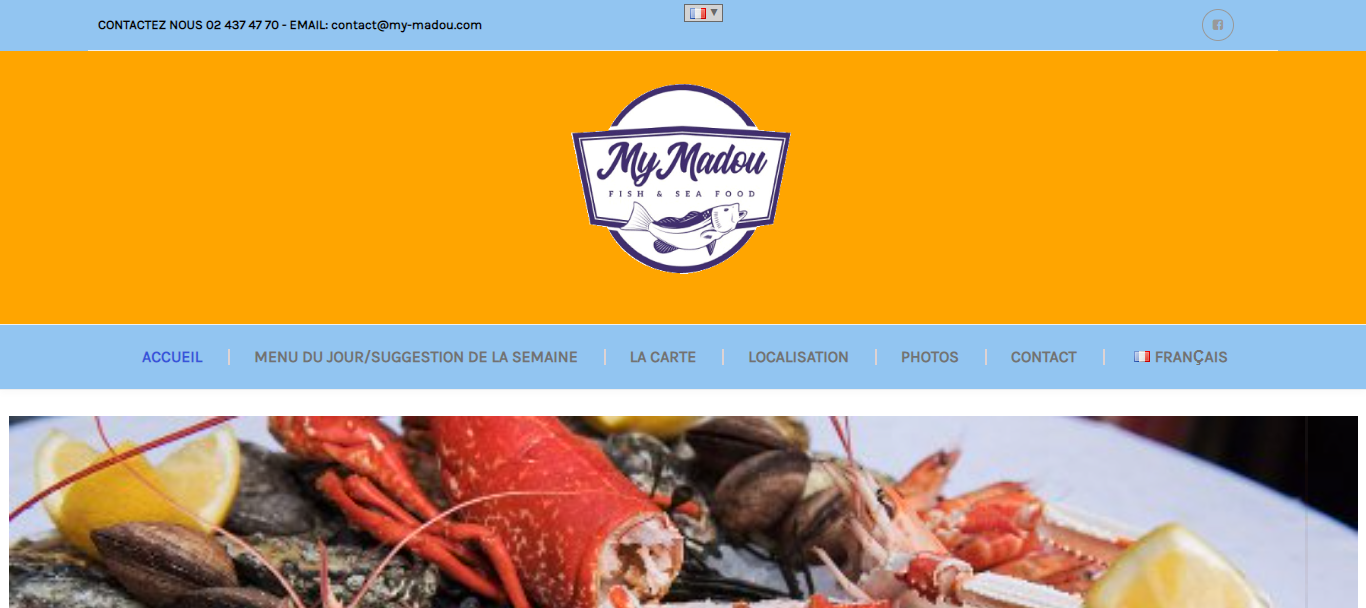 CONTACTEZ NOUS 02 437 47 70 - EMAIL: contact@my-madou.com
My Madou
FISH & SEA FOOD
ACCUEIL
MENU DU JOUR/SUGGESTION DE LA SEMAINE
LA CARTE
LOCALISATION
PHOTOS
CONTACT
FRANÇAIS